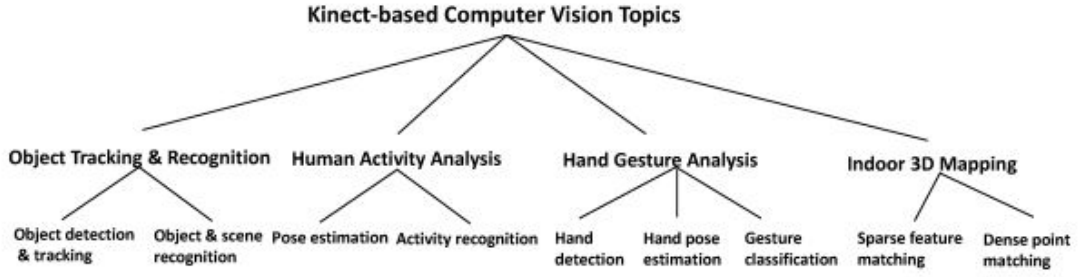 Kinect-based Computer Vision Topics
Object Tracking & Recognition
Human Activity Analysis
Hand Gesture Analysis
Indoor 3D Mapping
Object detection
& tracking
Object & scene
recognition
Pose estimation
Activity recognition
Hand
detection
Hand pose
estimation
Gesture
classification
Sparse feature
matching
Dense point
matching